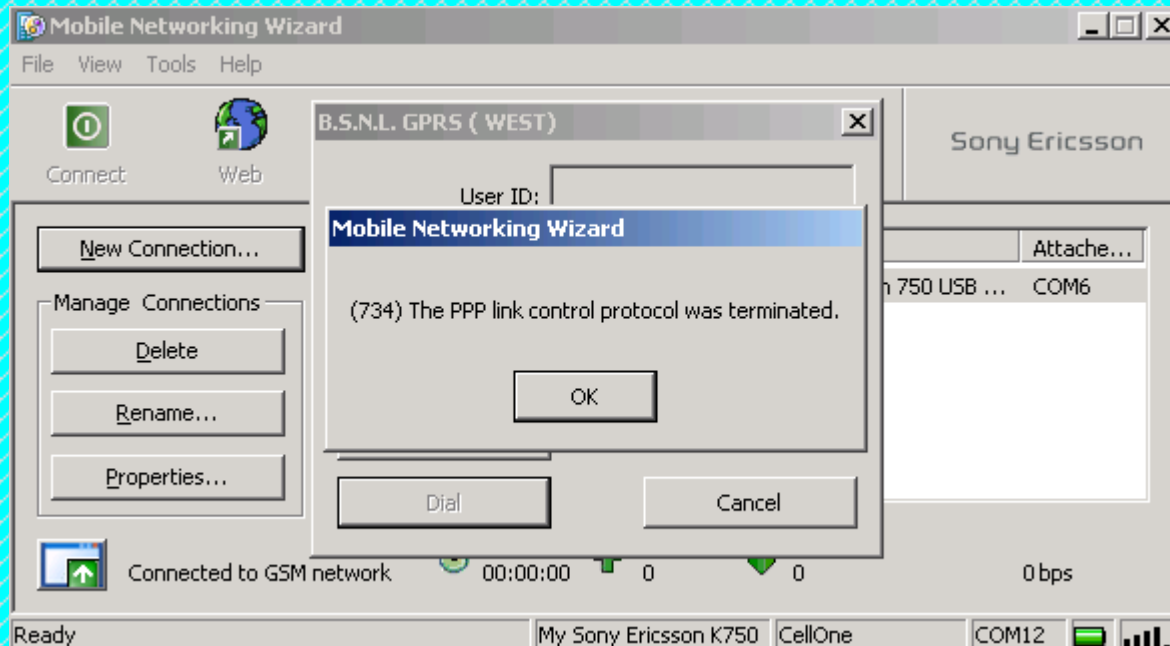 Mobile Networking Wizard
File View Tools Help
Connect
Web
Sony Ericsson
B.S.N.L. GPRS ( WEST)
User ID:
Mobile Networking Wizard
(734) The PPP link control protocol was terminated.
OK
Dial
Cancel
New Connection...
Manage Connections
Delete
Rename...
Properties...
Attache...
750 USB ... COM6
Connected to GSM network 00:00:00 0 0 0 bps
Ready My Sony Ericsson K750 CellOne COM12